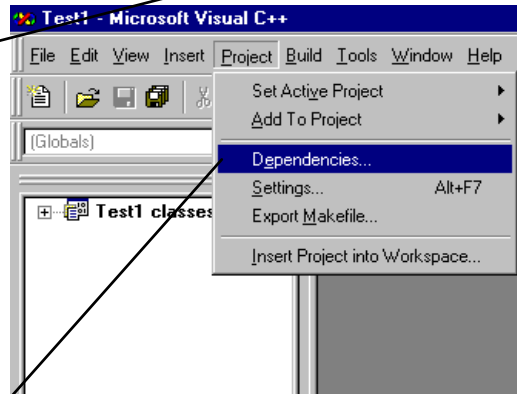 Test1 - Microsoft Visual C++
File Edit View Insert Project Build Tools Window Help
Set Active Project
Add To Project
(Globals)
Dependencies...
Settings... Alt+F7
Test1 classes
Export Makefile...
Insert Project into Workspace...